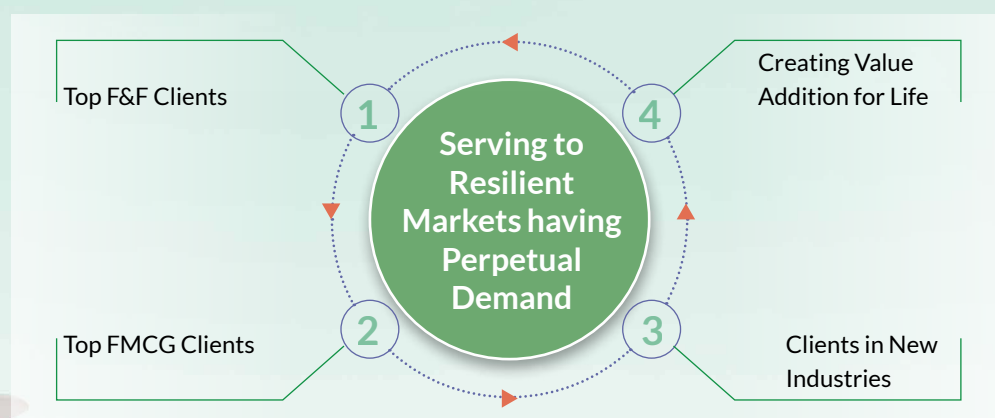 Top F&F Clients
1
Top FMCG Clients
2
Serving to
Resilient
Markets having
Perpetual
Demand
3
Clients in New
Industries
4
Creating Value
Addition for Life